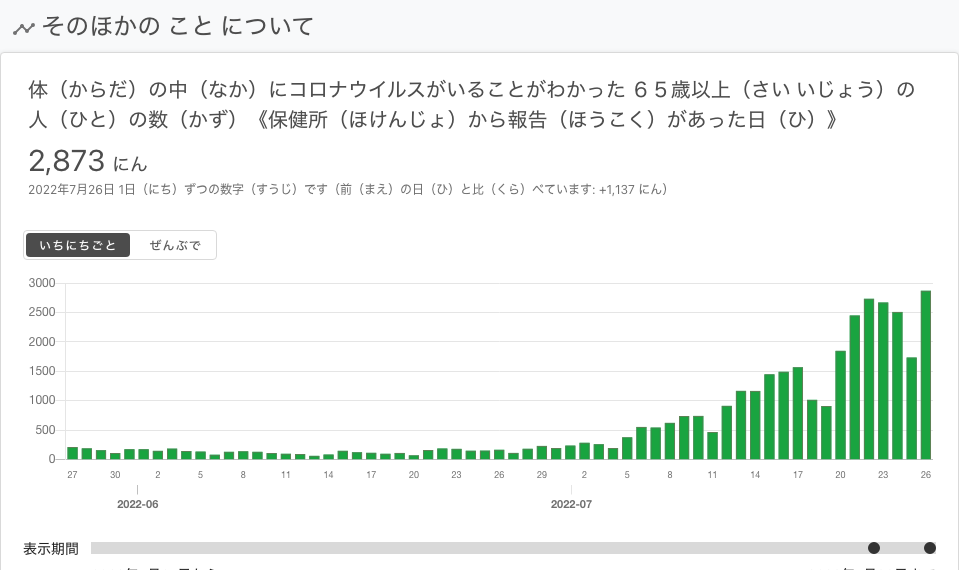 そのほかの こと について
体（からだ）の中（なか）にコロナウイルスがいることがわかった ６５歳以上（さい いじょう）の
人（ひと）の数（かず）《保健所（ほけんじょ）から報告（ほうこく）があった日（ひ）》
2,873 にん
2022年7月26日 1日（にち）ずつの数字（すうじ）です（前（まえ）の日（ひ）と比（くら）べています: +1,137 にん）
いちにちごと ぜんぶで
3000
2500
2000
1500
1000
500
0
27 30 2 5 8 11 14 17 20 23 26 29 2 5 8 11 14 17 20 23 26
2022-06 2022-07
表示期間